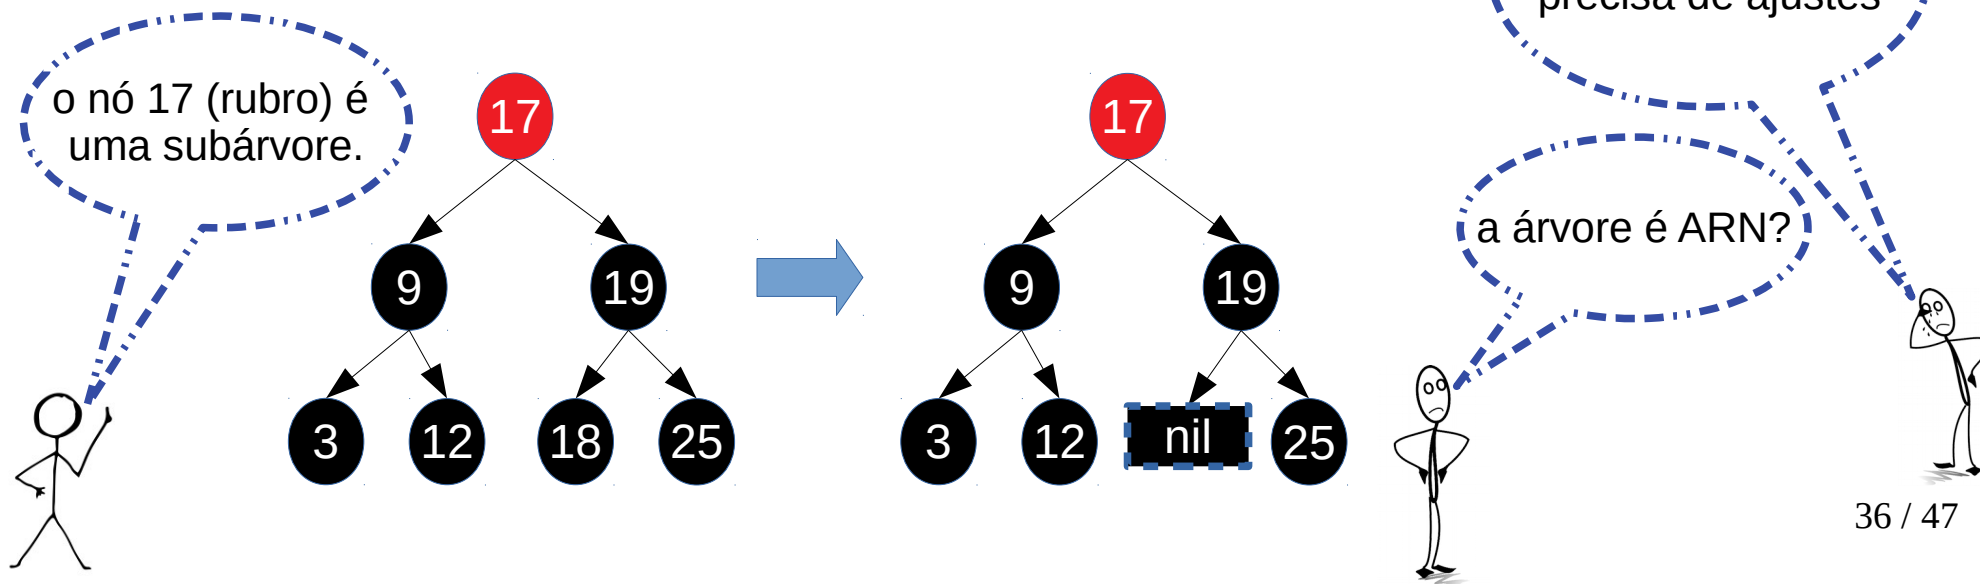 precisa de ajustes
o nó 17 (rubro) é
uma subárvore.
17
17
a árvore é ARN?
9
19
9
19
3
12
18
25
3
12
nil
25
36 / 47